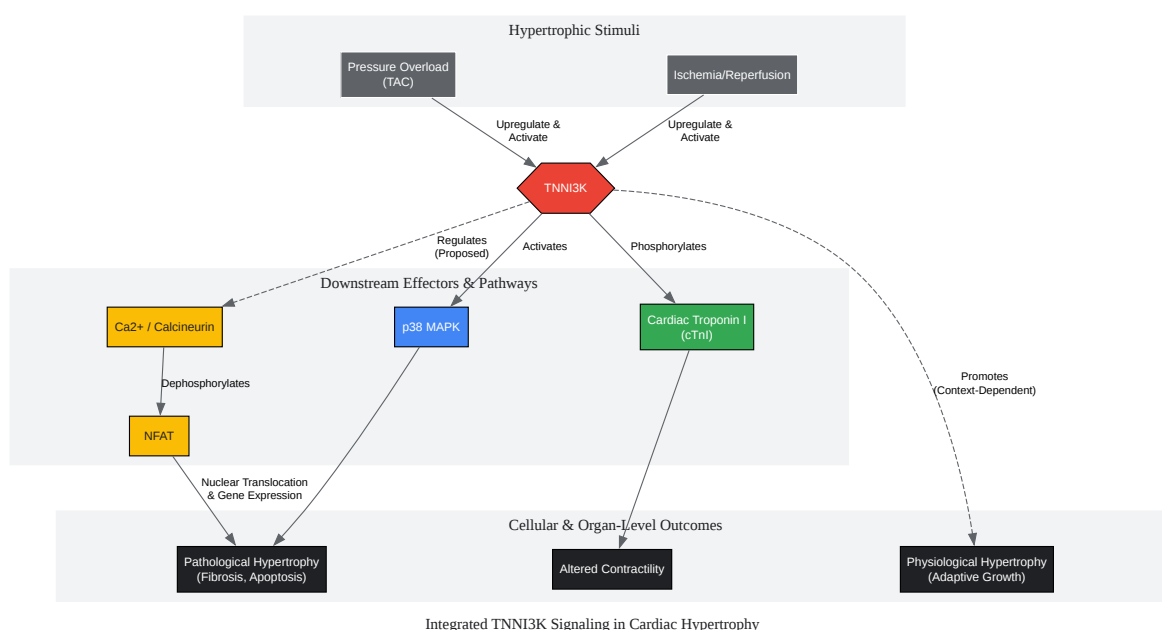 Hypertrophic Stimuli
Pressure Overload
(TAC)
Ischemia/Reperfusion
Upregulate &
Activate
Upregulate &
Activate
TNNI3K
Regulates
(Proposed)
Activates
Phosphorylates
Downstream Effectors & Pathways
Ca2+ / Calcineurin
p38 MAPK
Cardiac Troponin I
(cTnI)
Dephosphorylates
Promotes
(Context-Dependent)
NFAT
Nuclear Translocation
& Gene Expression
Cellular & Organ-Level Outcomes
Pathological Hypertrophy
(Fibrosis, Apoptosis)
Altered Contractility
Physiological Hypertrophy
(Adaptive Growth)
Integrated TNNI3K Signaling in Cardiac Hypertrophy